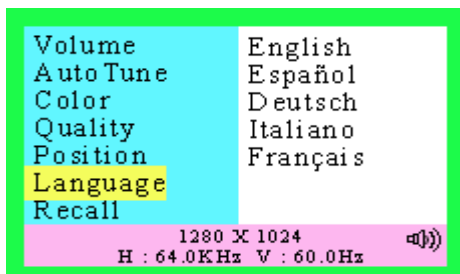 Volume
Auto Tune
Color
Quality
Position
Language
Recall
English
Español
Deutsch
Italiano
Français
1280 X 1024
H : 64.0KHz V : 60.0Hz